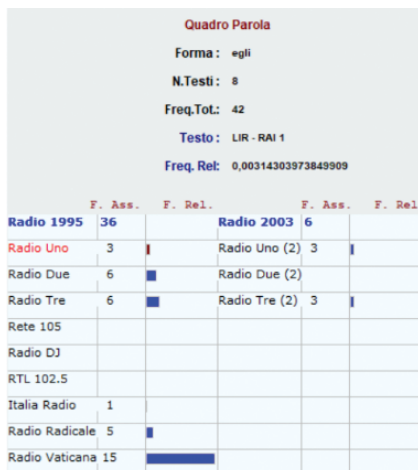 Quadro Parola
Forma : egli
N.Testi : 8
Freq.Tot.: 42
Testo : LIR - RAI 1
Freq. Rel: 0,00314303973849909
F. Ass. F. Rel. F. Ass. F. Rel.
Radio 1995 36 Radio 2003 6
Radio Uno 3 Radio Uno (2) 3
Radio Due 6 Radio Due (2)
Radio Tre 6 Radio Tre (2) 3
Rete 105
Radio DJ
RTL 102.5
Italia Radio 1
Radio Radicale 5
Radio Vaticana 15